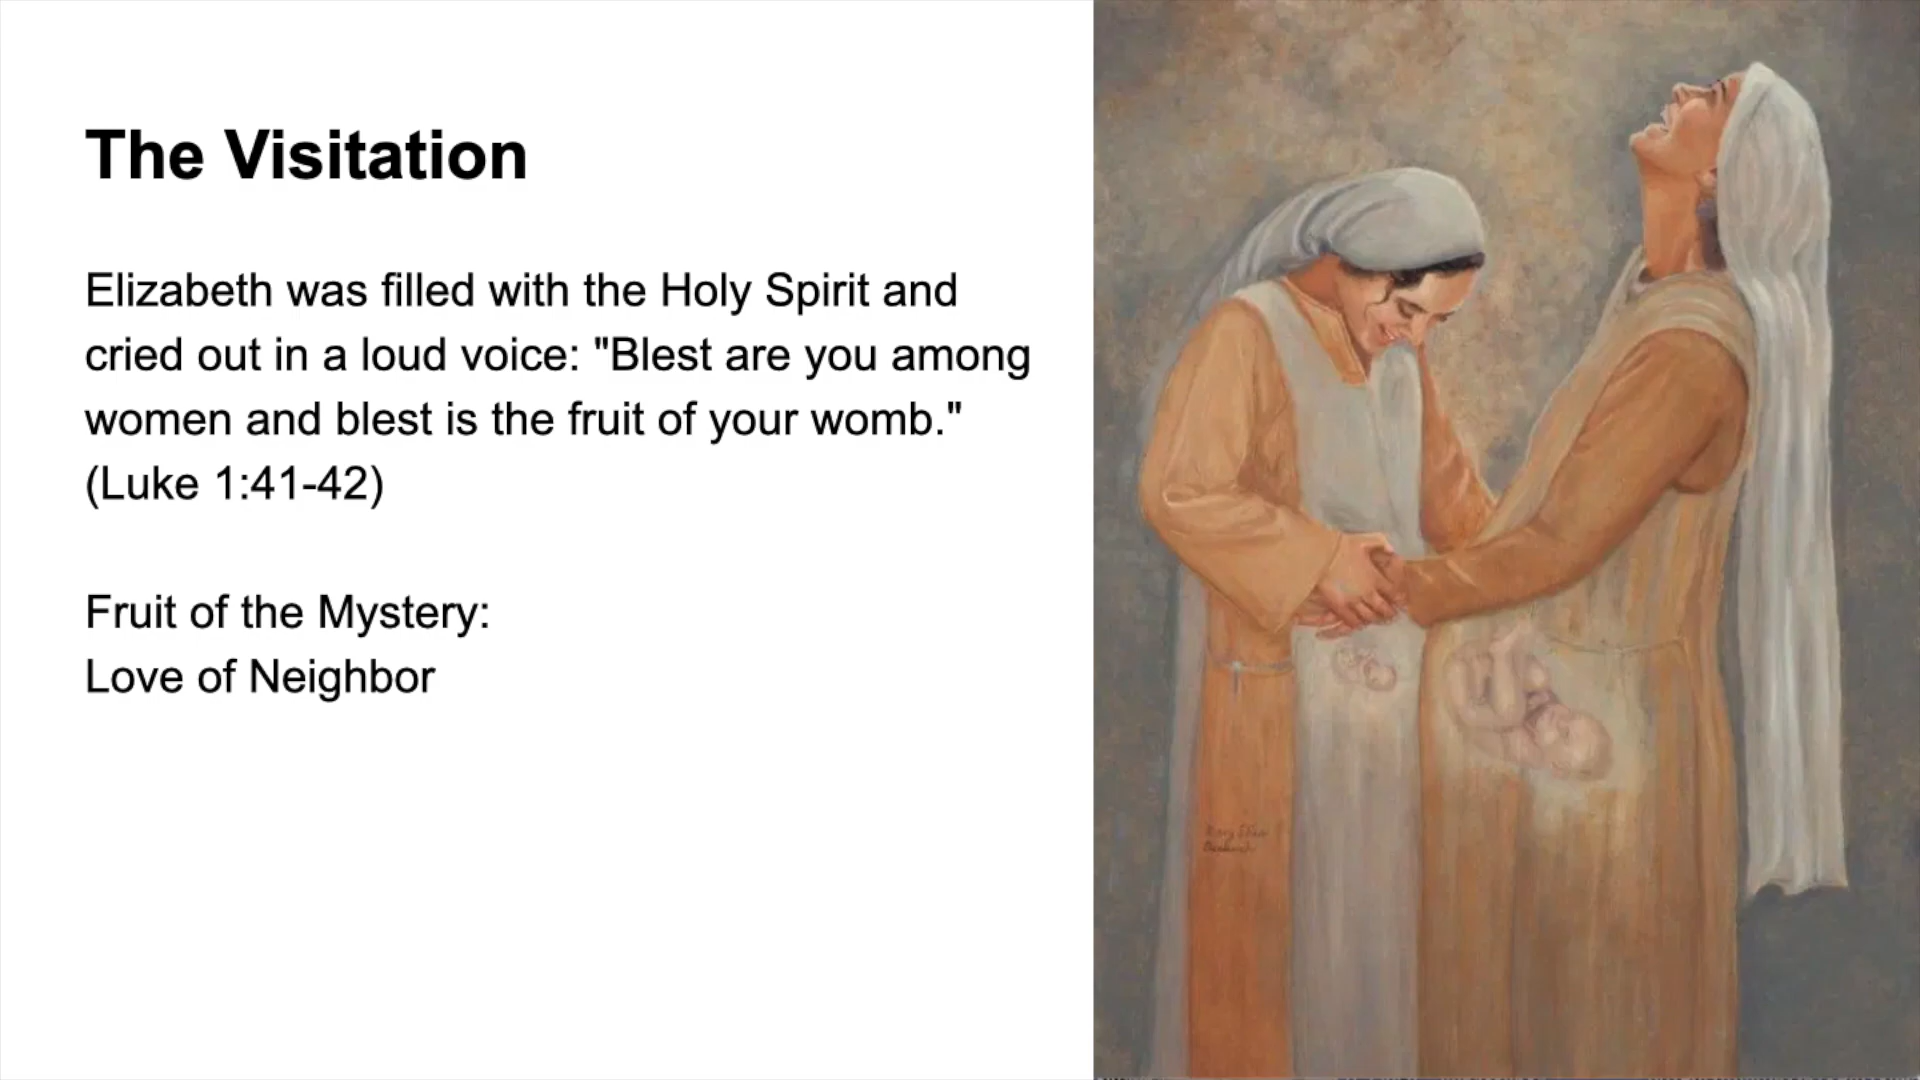 The Visitation
Elizabeth was filled with the Holy Spirit and
cried out in a loud voice: "Blest are you among
women and blest is the fruit of your womb."
(Luke 1:41-42)
Fruit of the Mystery:
Love of Neighbor